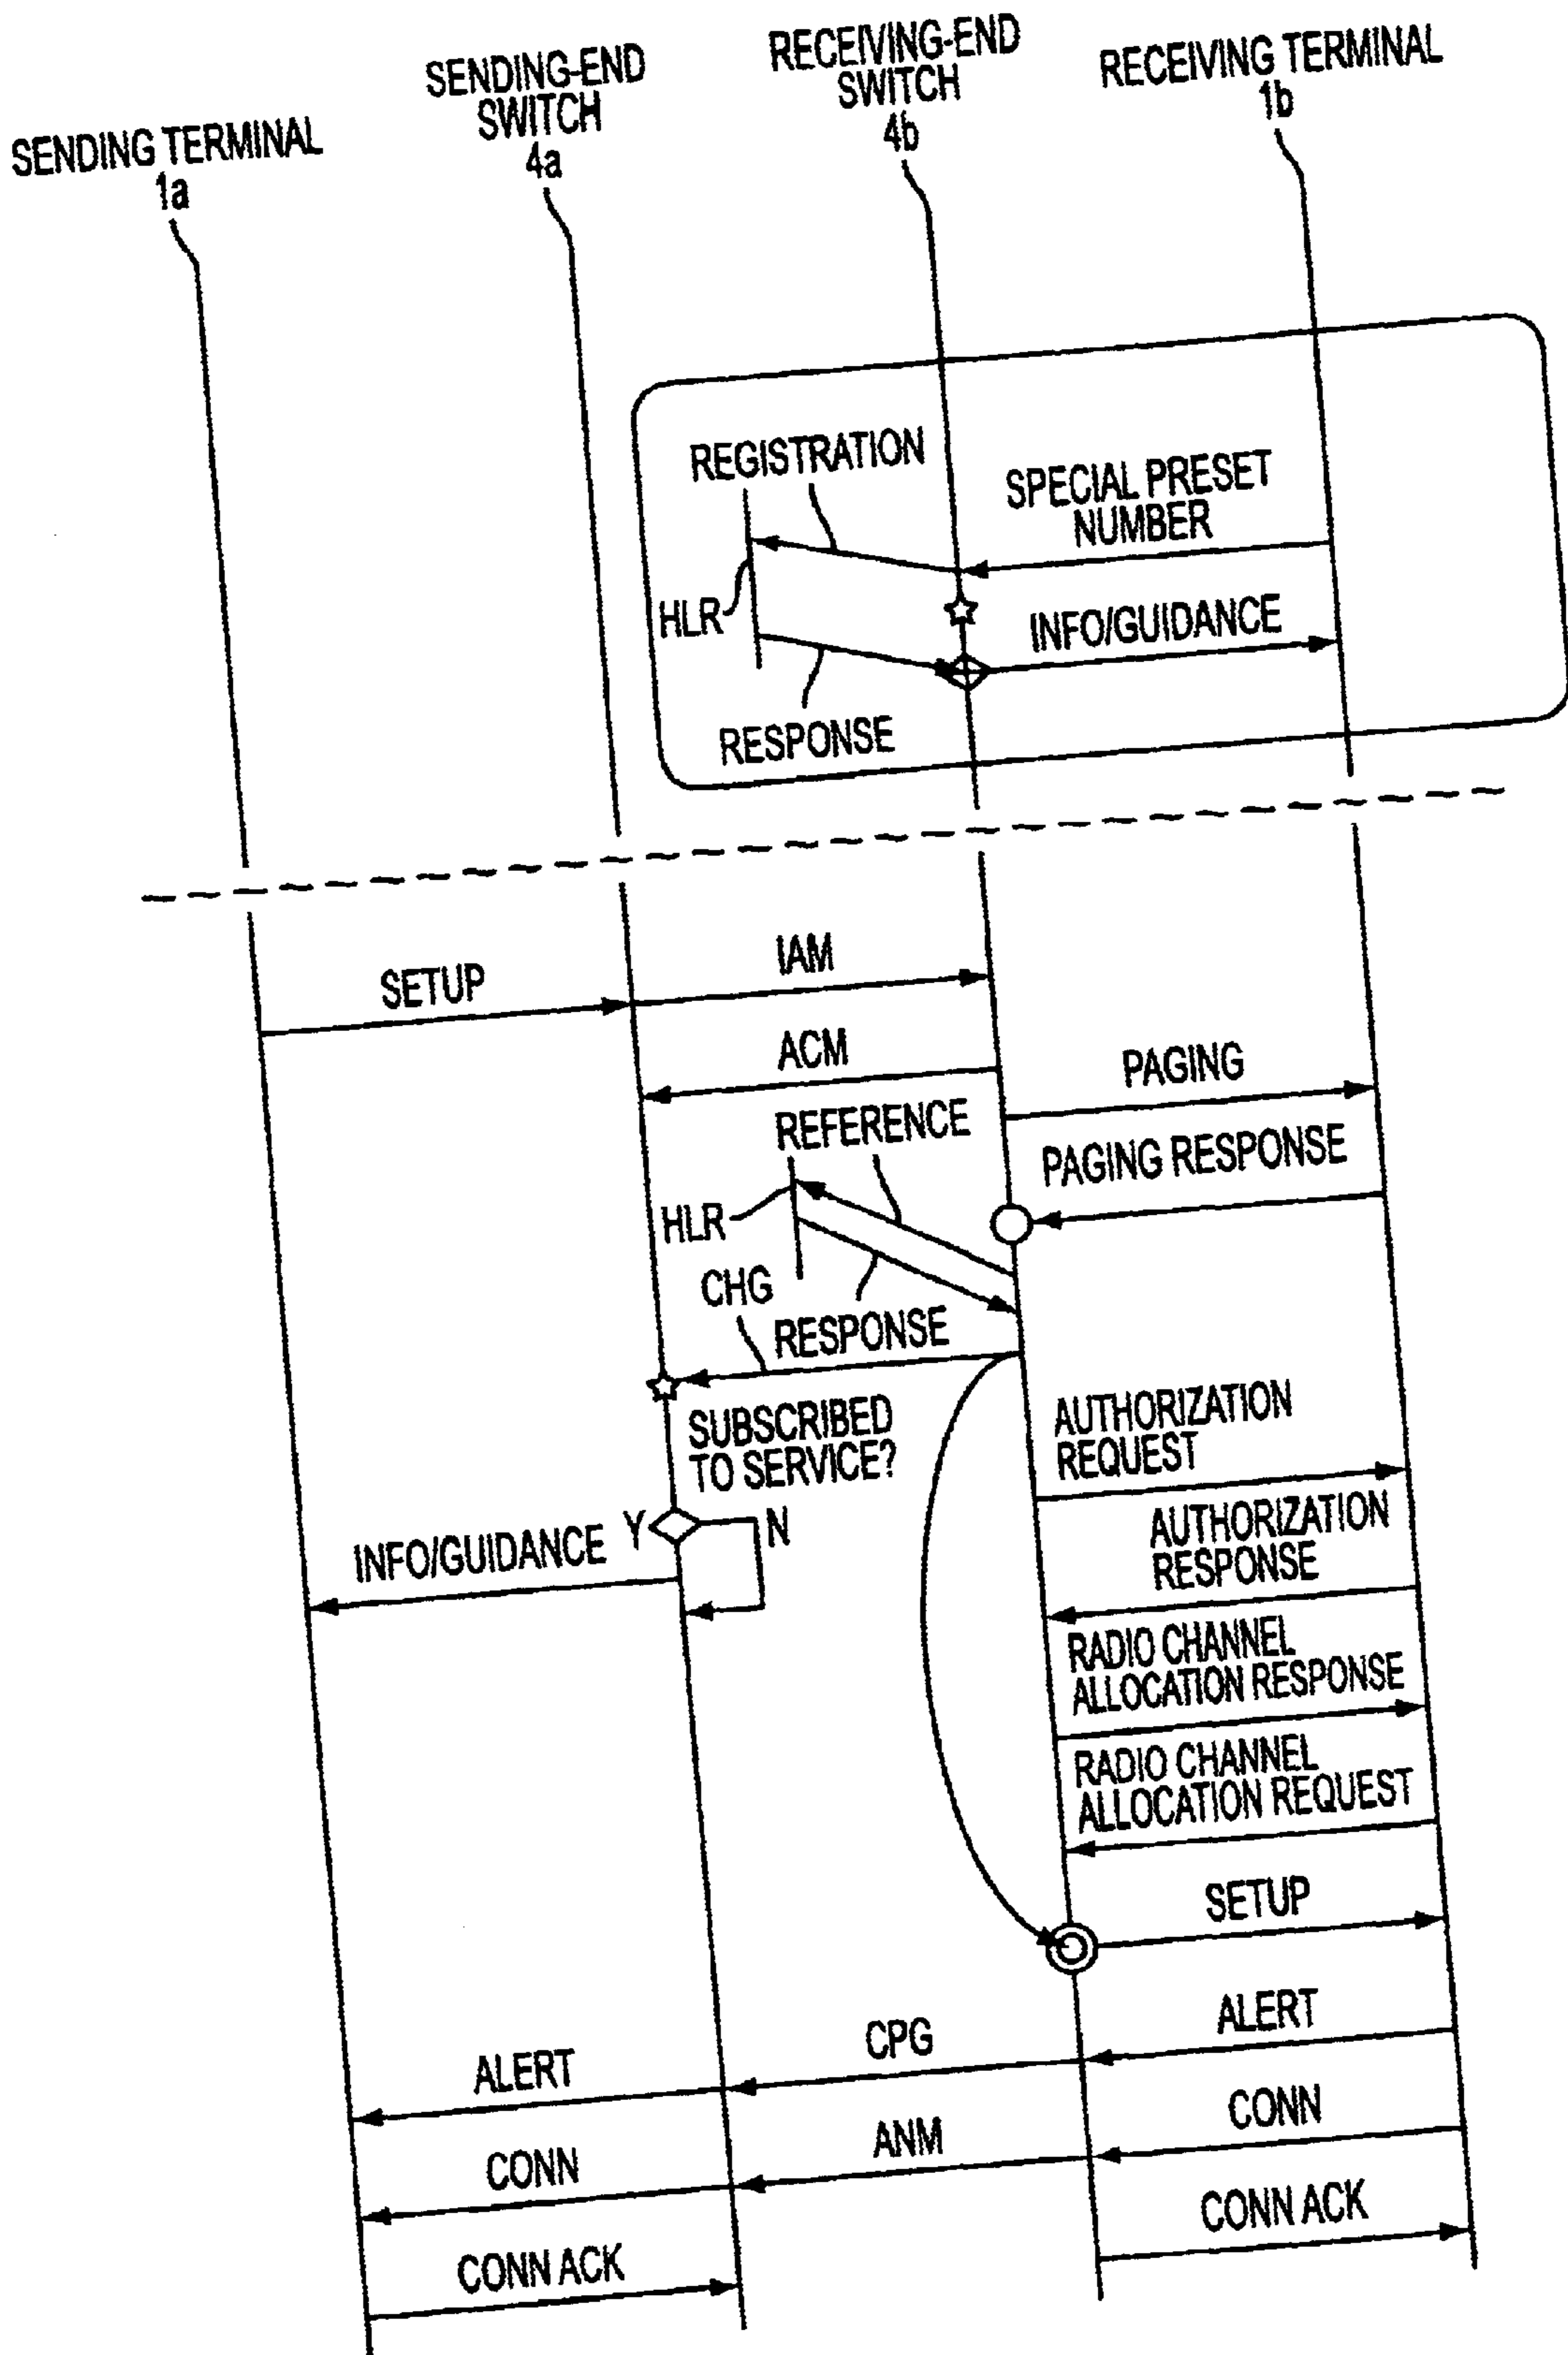 SENDING TERMINAL
1a
SENDING-END
SWITCH
4a
RECEIVING-END
SWITCH
4b
RECEIVING TERMINAL
1b
REGISTRATION
SPECIAL PRESET
NUMBER
HLR
INFO/GUIDANCE
RESPONSE
SETUP
IAM
ACM
PAGING
REFERENCE
PAGING RESPONSE
HLR
CHG
RESPONSE
SUBSCRIBED
TO SERVICE?
AUTHORIZATION
REQUEST
Y
N
INFO/GUIDANCE
AUTHORIZATION
RESPONSE
RADIO CHANNEL
ALLOCATION RESPONSE
RADIO CHANNEL
ALLOCATION REQUEST
SETUP
ALERT
CPG
ALERT
CONN
ANM
CONN
CONN ACK
CONN ACK